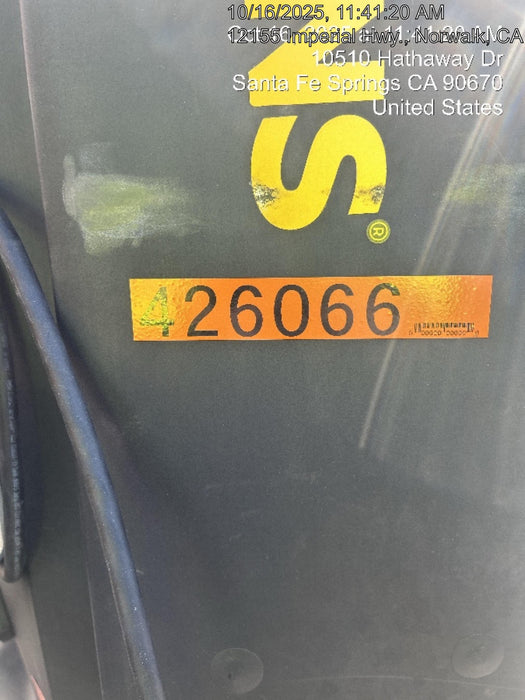 10/16/2025, 11:41:20 AM
12155 Imperial Hwy., Norwalk, CA
10510 Hathaway Dr
Santa Fe Springs CA 90670
United States
SN
®
426066